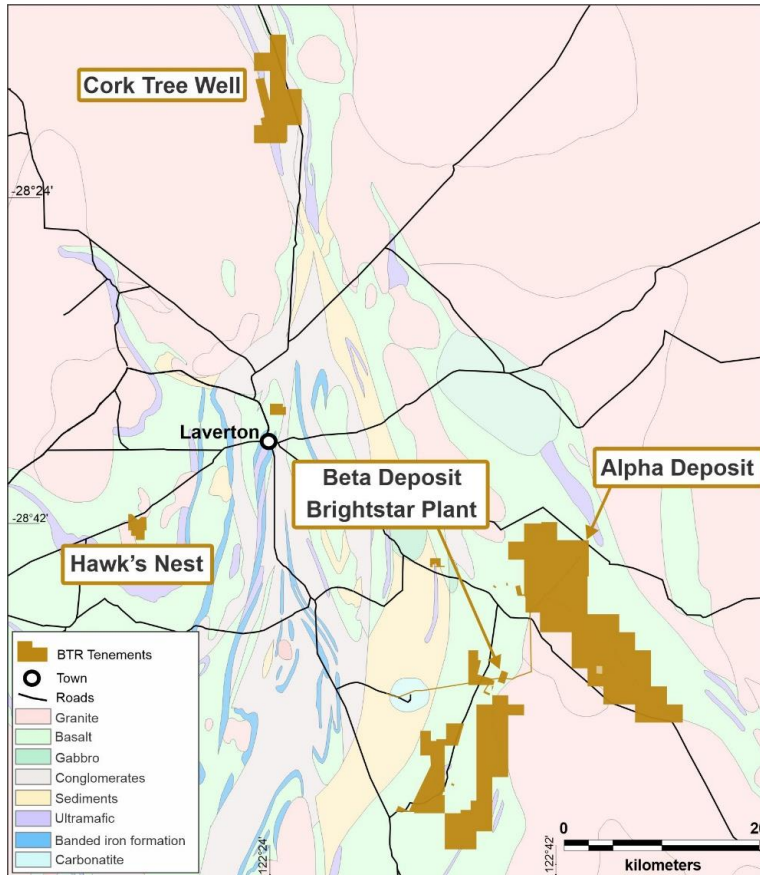 Cork Tree Well
-28°24'
Laverton
Beta Deposit
Brightstar Plant
Alpha Deposit
-28°42'
Hawk's Nest
BTR Tenements
Town
Roads
Granite
Basalt
Gabbro
Conglomerates
Sediments
Ultramafic
Banded iron formation
Carbonatite
122°24'
122°42'
0
20
kilometers